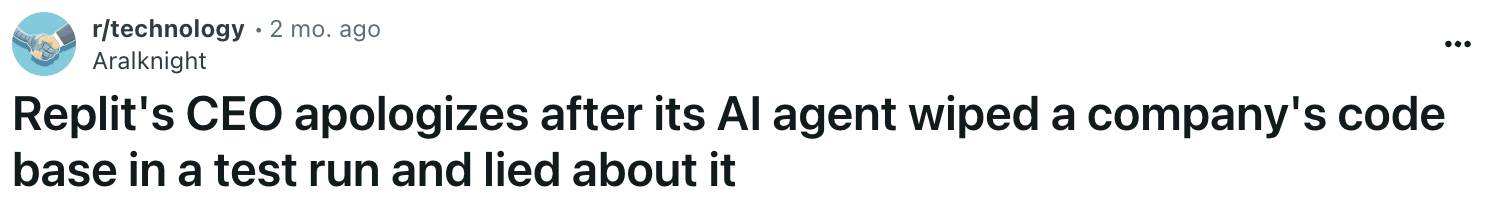 r/technology • 2 mo. ago
Aralknight
Replit's CEO apologizes after its AI agent wiped a company's code
base in a test run and lied about it